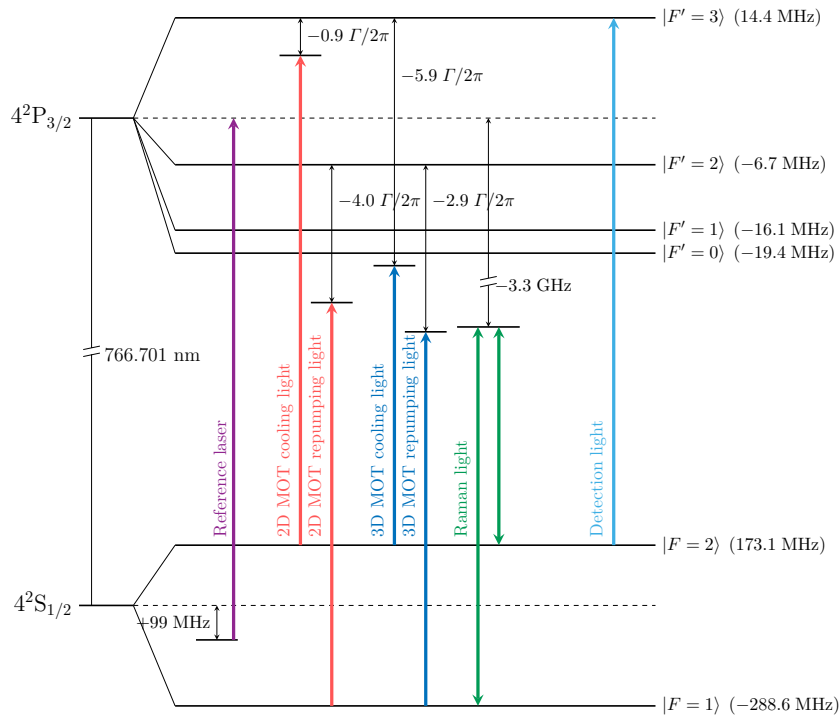 |F′ = 3⟩ (14.4 MHz)
−0.9 Γ/2π
−5.9 Γ/2π
4²P₃/₂
|F′ = 2⟩ (−6.7 MHz)
−4.0 Γ/2π
−2.9 Γ/2π
|F′ = 1⟩ (−16.1 MHz)
|F′ = 0⟩ (−19.4 MHz)
−3.3 GHz
766.701 nm
Reference laser
2D MOT cooling light
2D MOT repumping light
3D MOT cooling light
3D MOT repumping light
Raman light
Detection light
|F = 2⟩ (173.1 MHz)
4²S₁/₂
+99 MHz
|F = 1⟩ (−288.6 MHz)